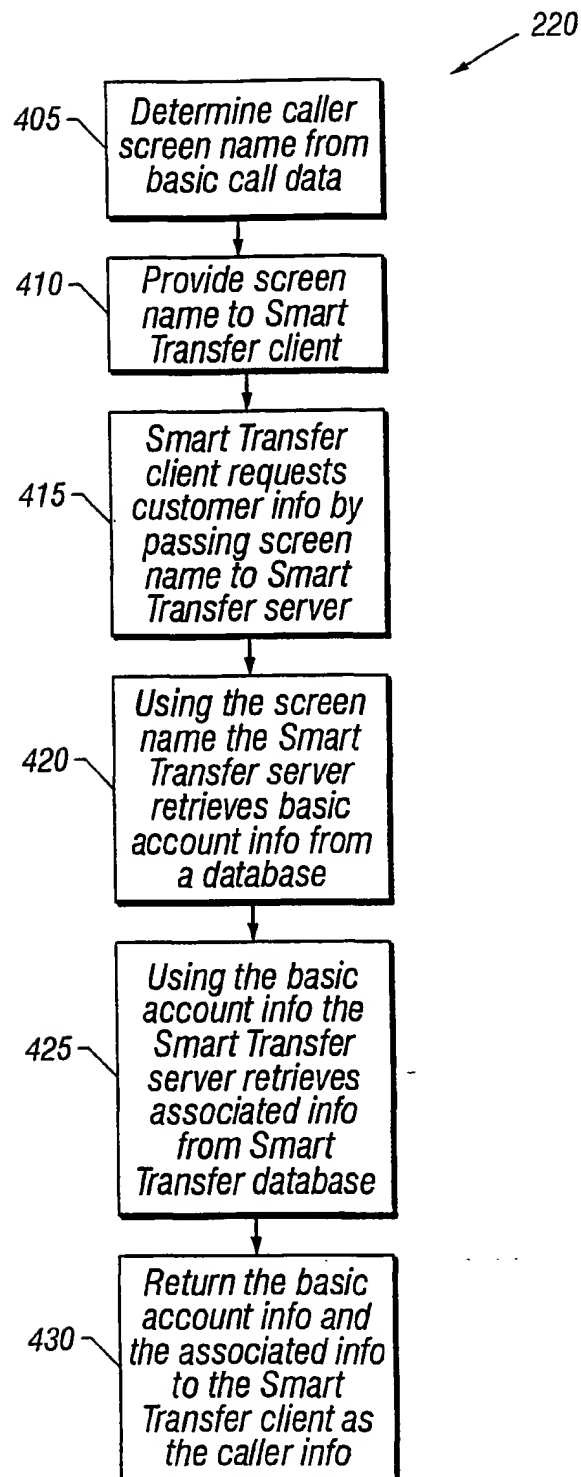 220
405
Determine caller
screen name from
basic call data
410
Provide screen
name to Smart
Transfer client
415
Smart Transfer
client requests
customer info by
passing screen
name to Smart
Transfer server
420
Using the screen
name the Smart
Transfer server
retrieves basic
account info from
a database
425
Using the basic
account info the
Smart Transfer
server retrieves
associated info
from Smart
Transfer database
430
Return the basic
account info and
the associated info
to the Smart
Transfer client as
the caller info